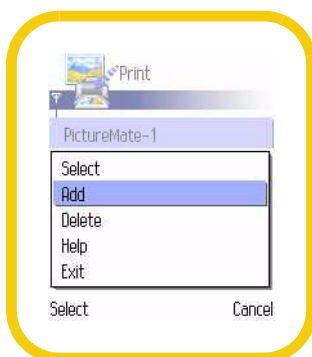 Print
PictureMate-1
Select
Add
Delete
Help
Exit
Select Cancel